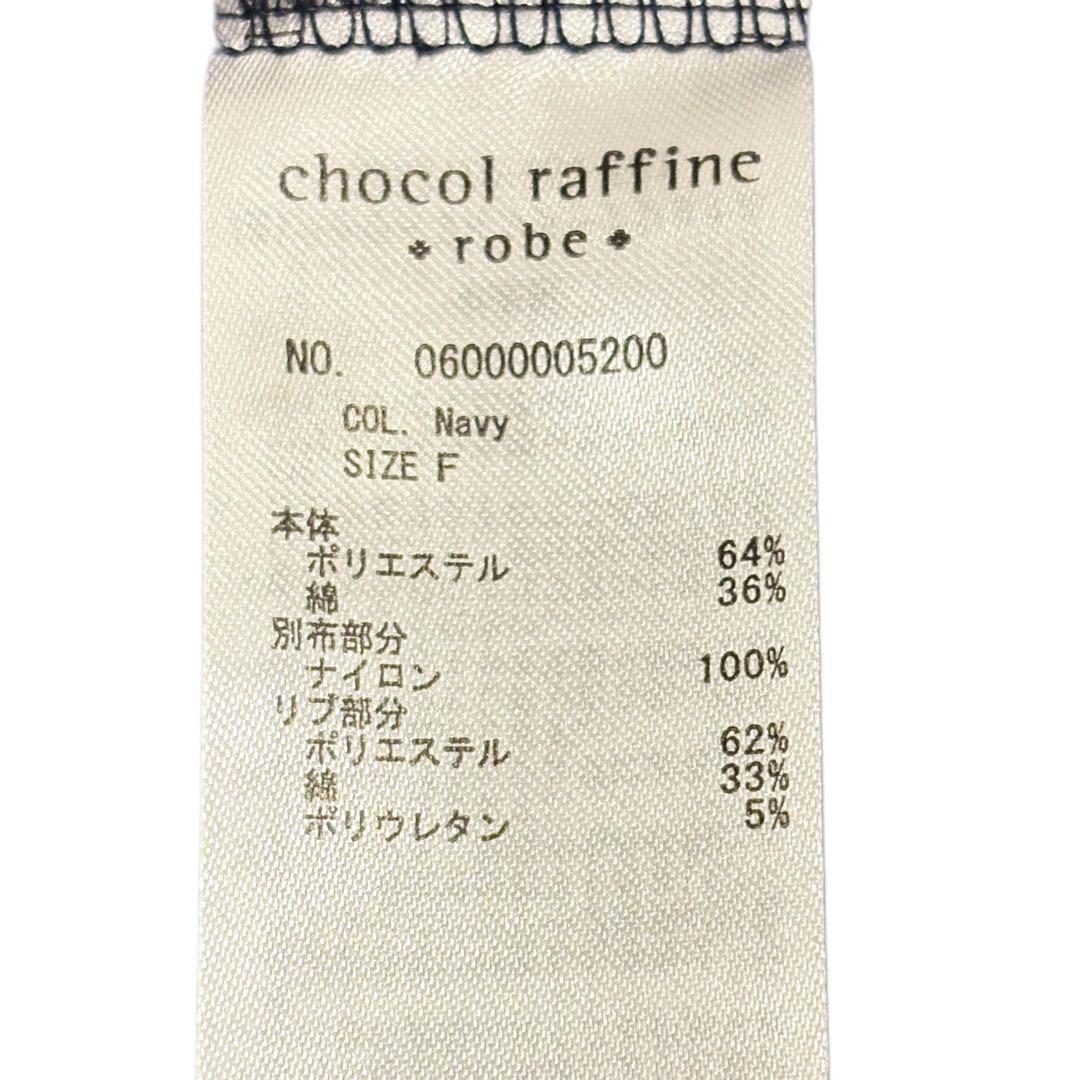 chocol raffine
robe
NO. 06000005200
COL. Navy
SIZE F
本体
ポリエステル 64%
綿 36%
別布部分
ナイロン 100%
リブ部分
ポリエステル 62%
綿 33%
ポリウレタン 5%